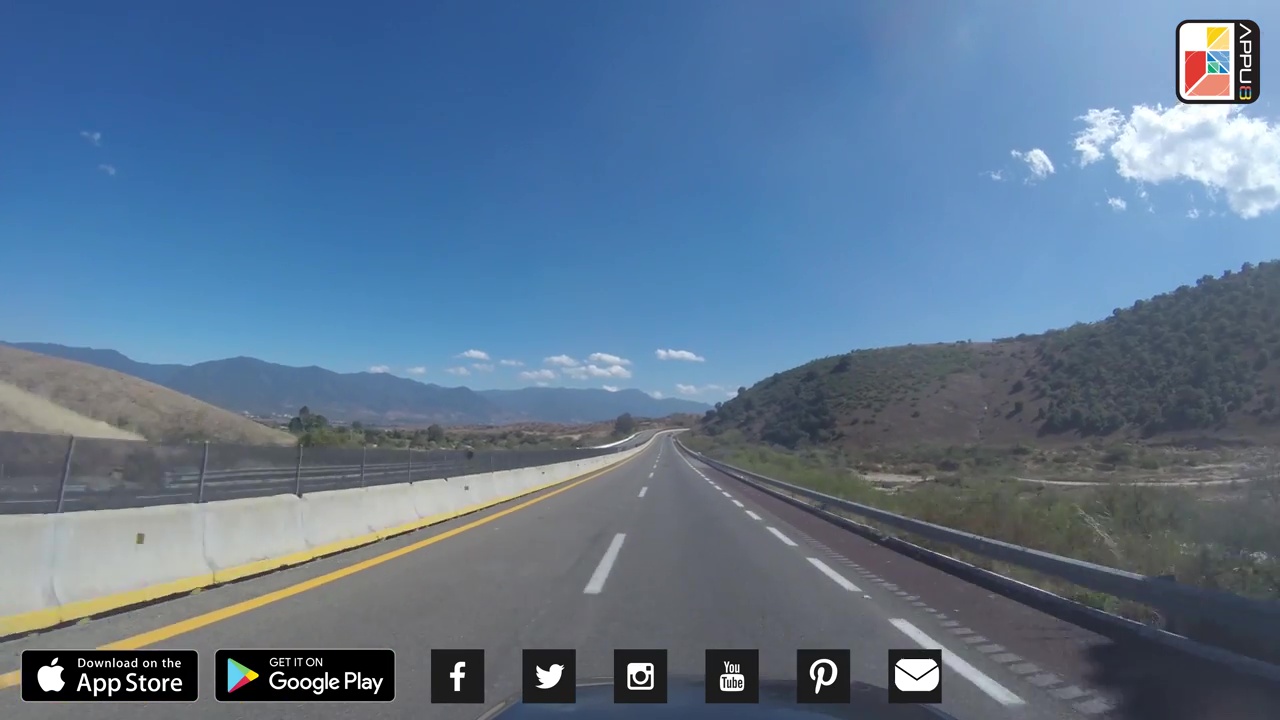 APPU8
Download on the
App Store
GET IT ON
Google Play
f
You
Tube